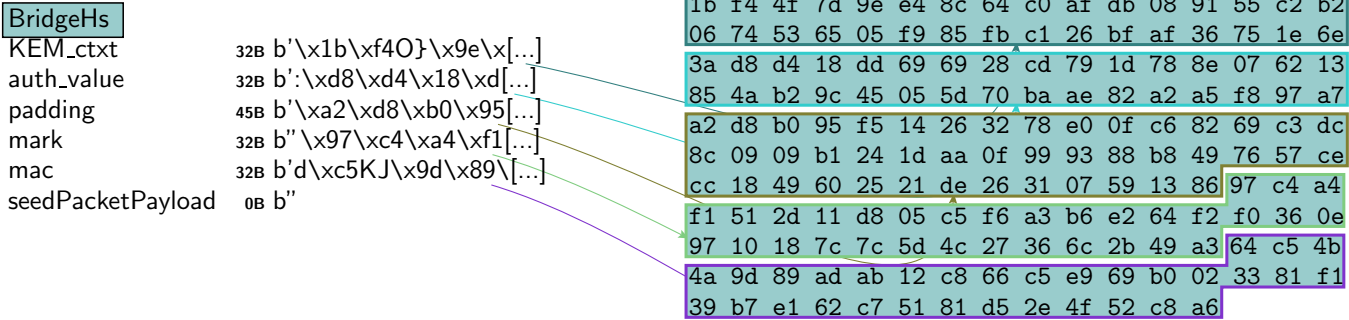 BridgeHs
KEM_ctxt 32B b'\x1b\xf4O}\x9e\x[...]
auth_value 32B b':\xd8\xd4\x18\xd[...]
padding 45B b'\xa2\xd8\xb0\x95[...]
mark 32B b'' \x97\xc4\xa4\xf1[...]
mac 32B b'd\xc5KJ\x9d\x89\[...]
seedPacketPayload 0B b''
1b f4 4f 7d 9e e4 8c 64 c0 af db 08 91 55 c2 b2
06 74 53 65 05 f9 85 fb c1 26 bf af 36 75 1e 6e
3a d8 d4 18 dd 69 69 28 cd 79 1d 78 8e 07 62 13
85 4a b2 9c 45 05 5d 70 ba ae 82 a2 a5 f8 97 a7
a2 d8 b0 95 f5 14 26 32 78 e0 0f c6 82 69 c3 dc
8c 09 09 b1 24 1d aa 0f 99 93 88 b8 49 76 57 ce
cc 18 49 60 25 21 de 26 31 07 59 13 86 97 c4 a4
f1 51 2d 11 d8 05 c5 f6 a3 b6 e2 64 f2 f0 36 0e
97 10 18 7c 7c 5d 4c 27 36 6c 2b 49 a3 64 c5 4b
4a 9d 89 ad ab 12 c8 66 c5 e9 69 b0 02 33 81 f1
39 b7 e1 62 c7 51 81 d5 2e 4f 52 c8 a6